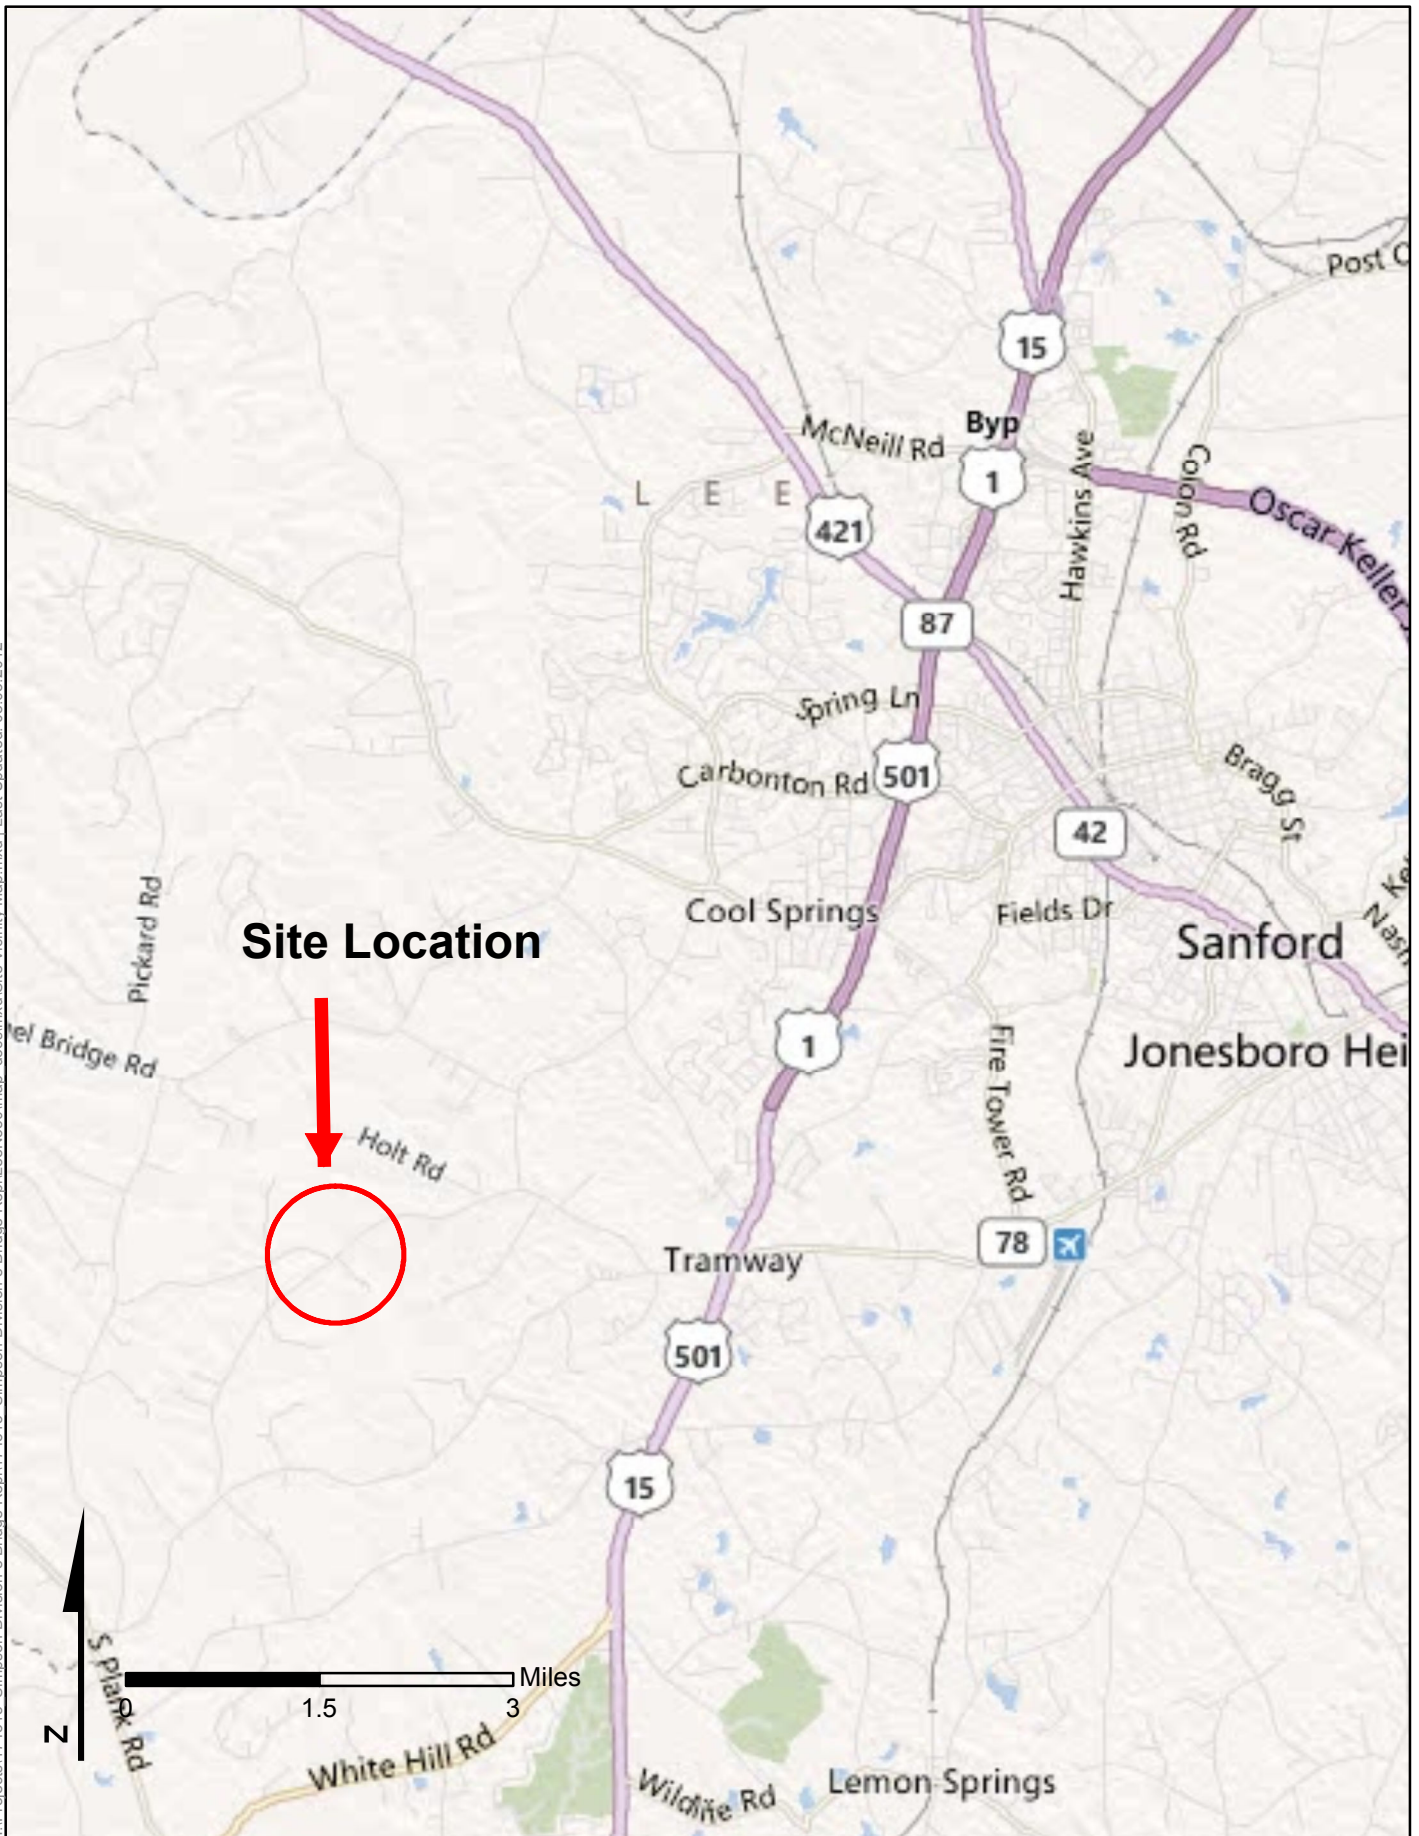 Post
15
Byp
McNeill Rd
1
L E E
421
Hawkins Ave
Colon Rd
Oscar Keller
87
Spring Ln
Carbonton Rd
501
Bragg St
42
Pickard Rd
Cool Springs
Fields Dr
Nash
Site Location
Sanford
el Bridge Rd
1
Fire Tower Rd
Jonesboro Hei
Holt Rd
78
Tramway
501
15
S Plank Rd
Miles
0 1.5 3
N
White Hill Rd
Wildlife Rd
Lemon Springs